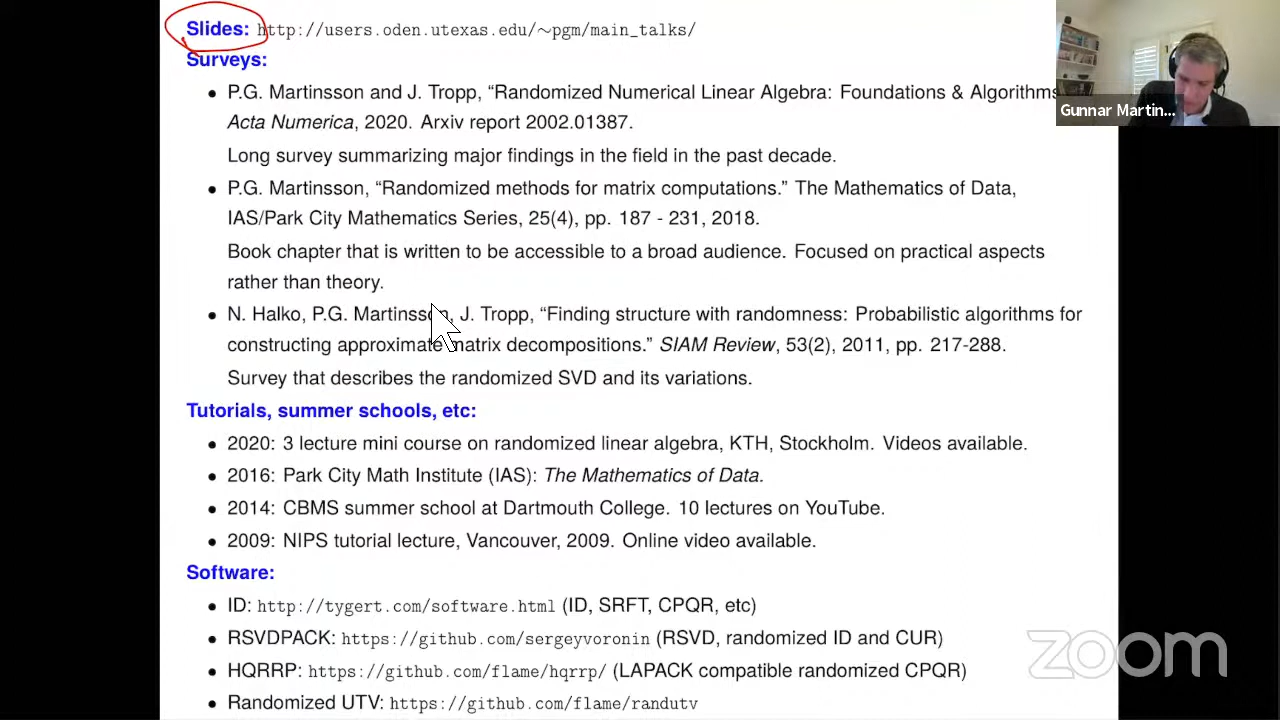 Slides: http://users.oden.utexas.edu/∼pgm/main_talks/
Surveys:
• P.G. Martinsson and J. Tropp, “Randomized Numerical Linear Algebra: Foundations & Algorithms
Acta Numerica, 2020. Arxiv report 2002.01387.
Long survey summarizing major findings in the field in the past decade.
• P.G. Martinsson, “Randomized methods for matrix computations.” The Mathematics of Data,
IAS/Park City Mathematics Series, 25(4), pp. 187 - 231, 2018.
Book chapter that is written to be accessible to a broad audience. Focused on practical aspects
rather than theory.
• N. Halko, P.G. Martinsson, J. Tropp, “Finding structure with randomness: Probabilistic algorithms for
constructing approximate matrix decompositions.” SIAM Review, 53(2), 2011, pp. 217-288.
Survey that describes the randomized SVD and its variations.
Tutorials, summer schools, etc:
• 2020: 3 lecture mini course on randomized linear algebra, KTH, Stockholm. Videos available.
• 2016: Park City Math Institute (IAS): The Mathematics of Data.
• 2014: CBMS summer school at Dartmouth College. 10 lectures on YouTube.
• 2009: NIPS tutorial lecture, Vancouver, 2009. Online video available.
Software:
• ID: http://tygert.com/software.html (ID, SRFT, CPQR, etc)
• RSVDPACK: https://github.com/sergeyvoronin (RSVD, randomized ID and CUR)
• HQRRP: https://github.com/flame/hqrrp/ (LAPACK compatible randomized CPQR)
• Randomized UTV: https://github.com/flame/randutv
Gunnar Martin...
zoom